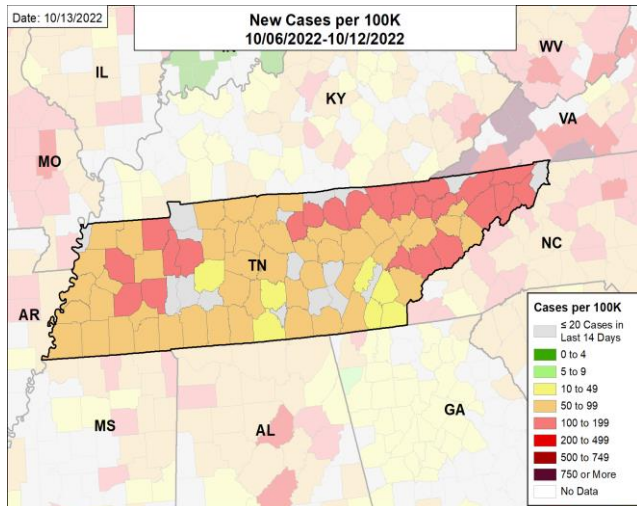 Date: 10/13/2022
New Cases per 100K
10/06/2022-10/12/2022
IL
WV
KY
VA
MO
TN
NC
AR
MS
AL
GA
Cases per 100K
≤ 20 Cases in
Last 14 Days
0 to 4
5 to 9
10 to 49
50 to 99
100 to 199
200 to 499
500 to 749
750 or More
No Data